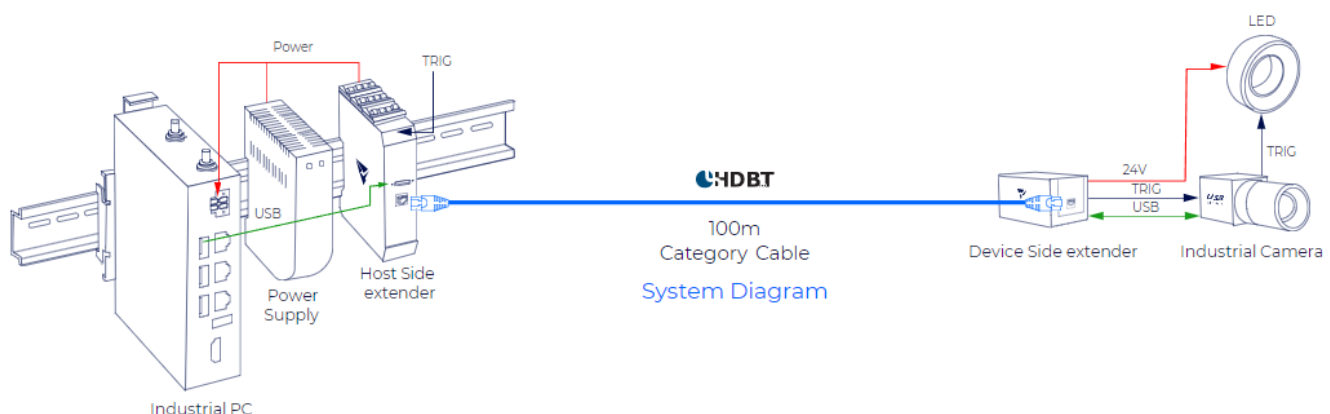 LED
Power
TRIG
TRIG
24V
HDBT
TRIG
USB
USB
USB
100m
Category Cable
Device Side extender
Industrial Camera
Host Side
extender
System Diagram
Power
Supply
Industrial PC